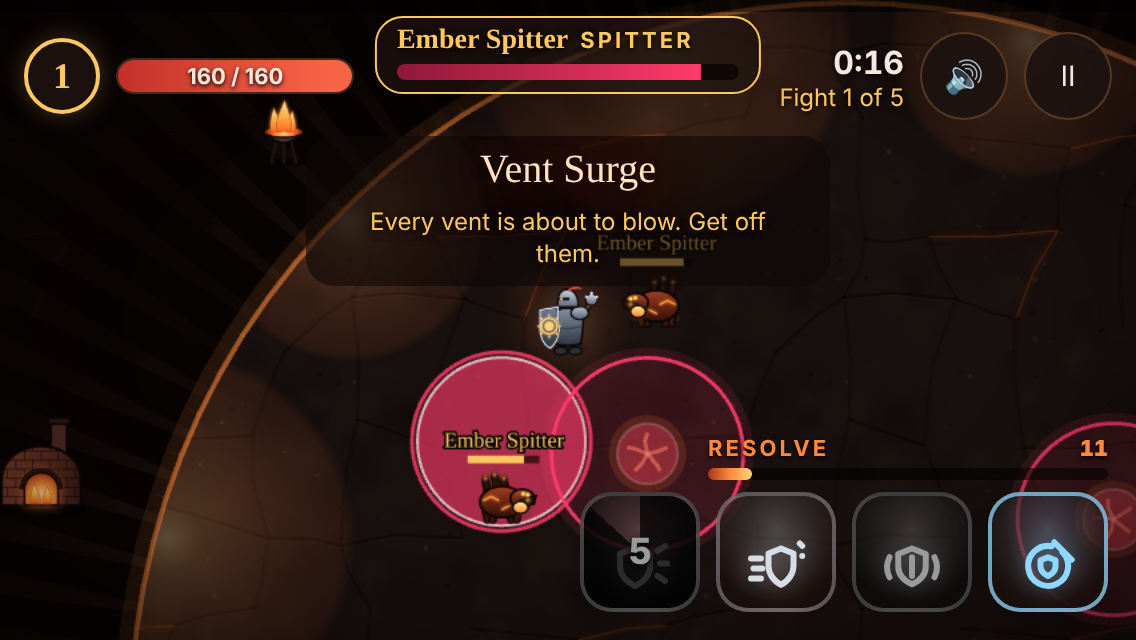 1
160 / 160
Ember Spitter SPITTER
0:16
Fight 1 of 5
Vent Surge
Every vent is about to blow. Get off
them.
Ember Spitter
Ember Spitter
RESOLVE
11
5